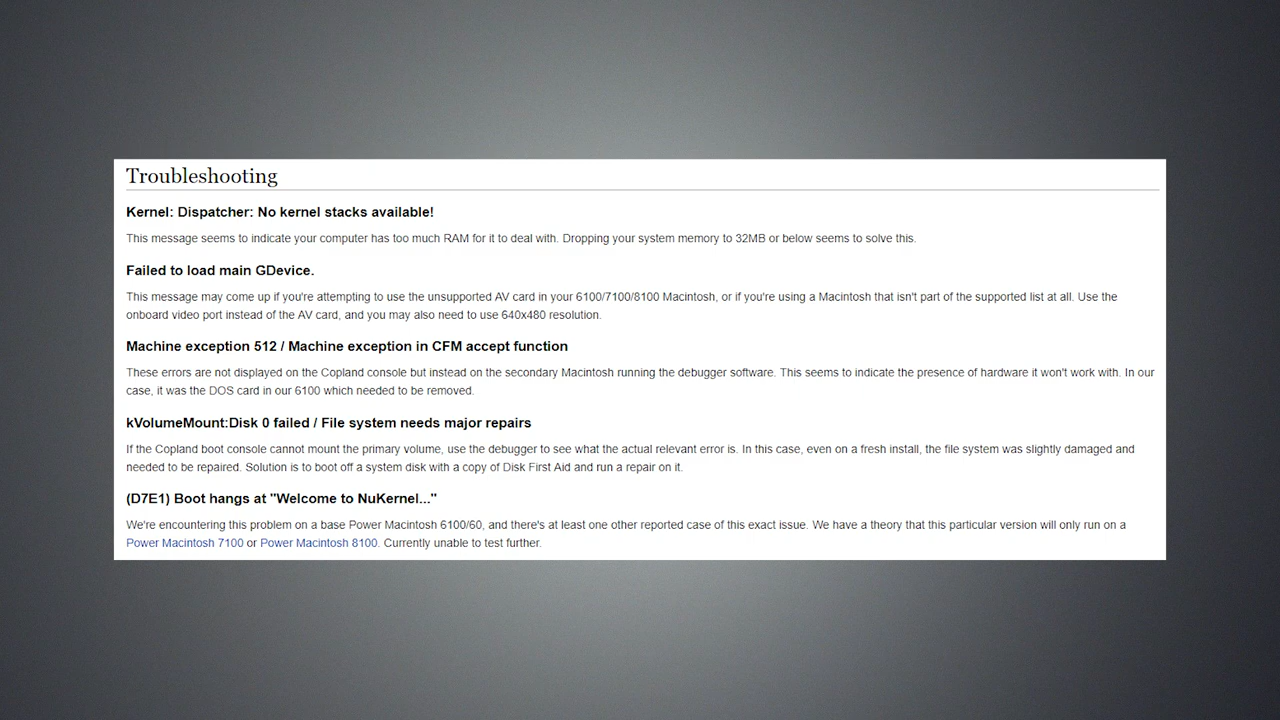 Troubleshooting
Kernel: Dispatcher: No kernel stacks available!
This message seems to indicate your computer has too much RAM for it to deal with. Dropping your system memory to 32MB or below seems to solve this.
Failed to load main GDevice.
This message may come up if you're attempting to use the unsupported AV card in your 6100/7100/8100 Macintosh, or if you're using a Macintosh that isn't part of the supported list at all. Use the
onboard video port instead of the AV card, and you may also need to use 640x480 resolution.
Machine exception 512 / Machine exception in CFM accept function
These errors are not displayed on the Copland console but instead on the secondary Macintosh running the debugger software. This seems to indicate the presence of hardware it won't work with. In our
case, it was the DOS card in our 6100 which needed to be removed.
kVolumeMount:Disk 0 failed / File system needs major repairs
If the Copland boot console cannot mount the primary volume, use the debugger to see what the actual relevant error is. In this case, even on a fresh install, the file system was slightly damaged and
needed to be repaired. Solution is to boot off a system disk with a copy of Disk First Aid and run a repair on it.
(D7E1) Boot hangs at "Welcome to NuKernel..."
We're encountering this problem on a base Power Macintosh 6100/60, and there's at least one other reported case of this exact issue. We have a theory that this particular version will only run on a
Power Macintosh 7100 or Power Macintosh 8100. Currently unable to test further.